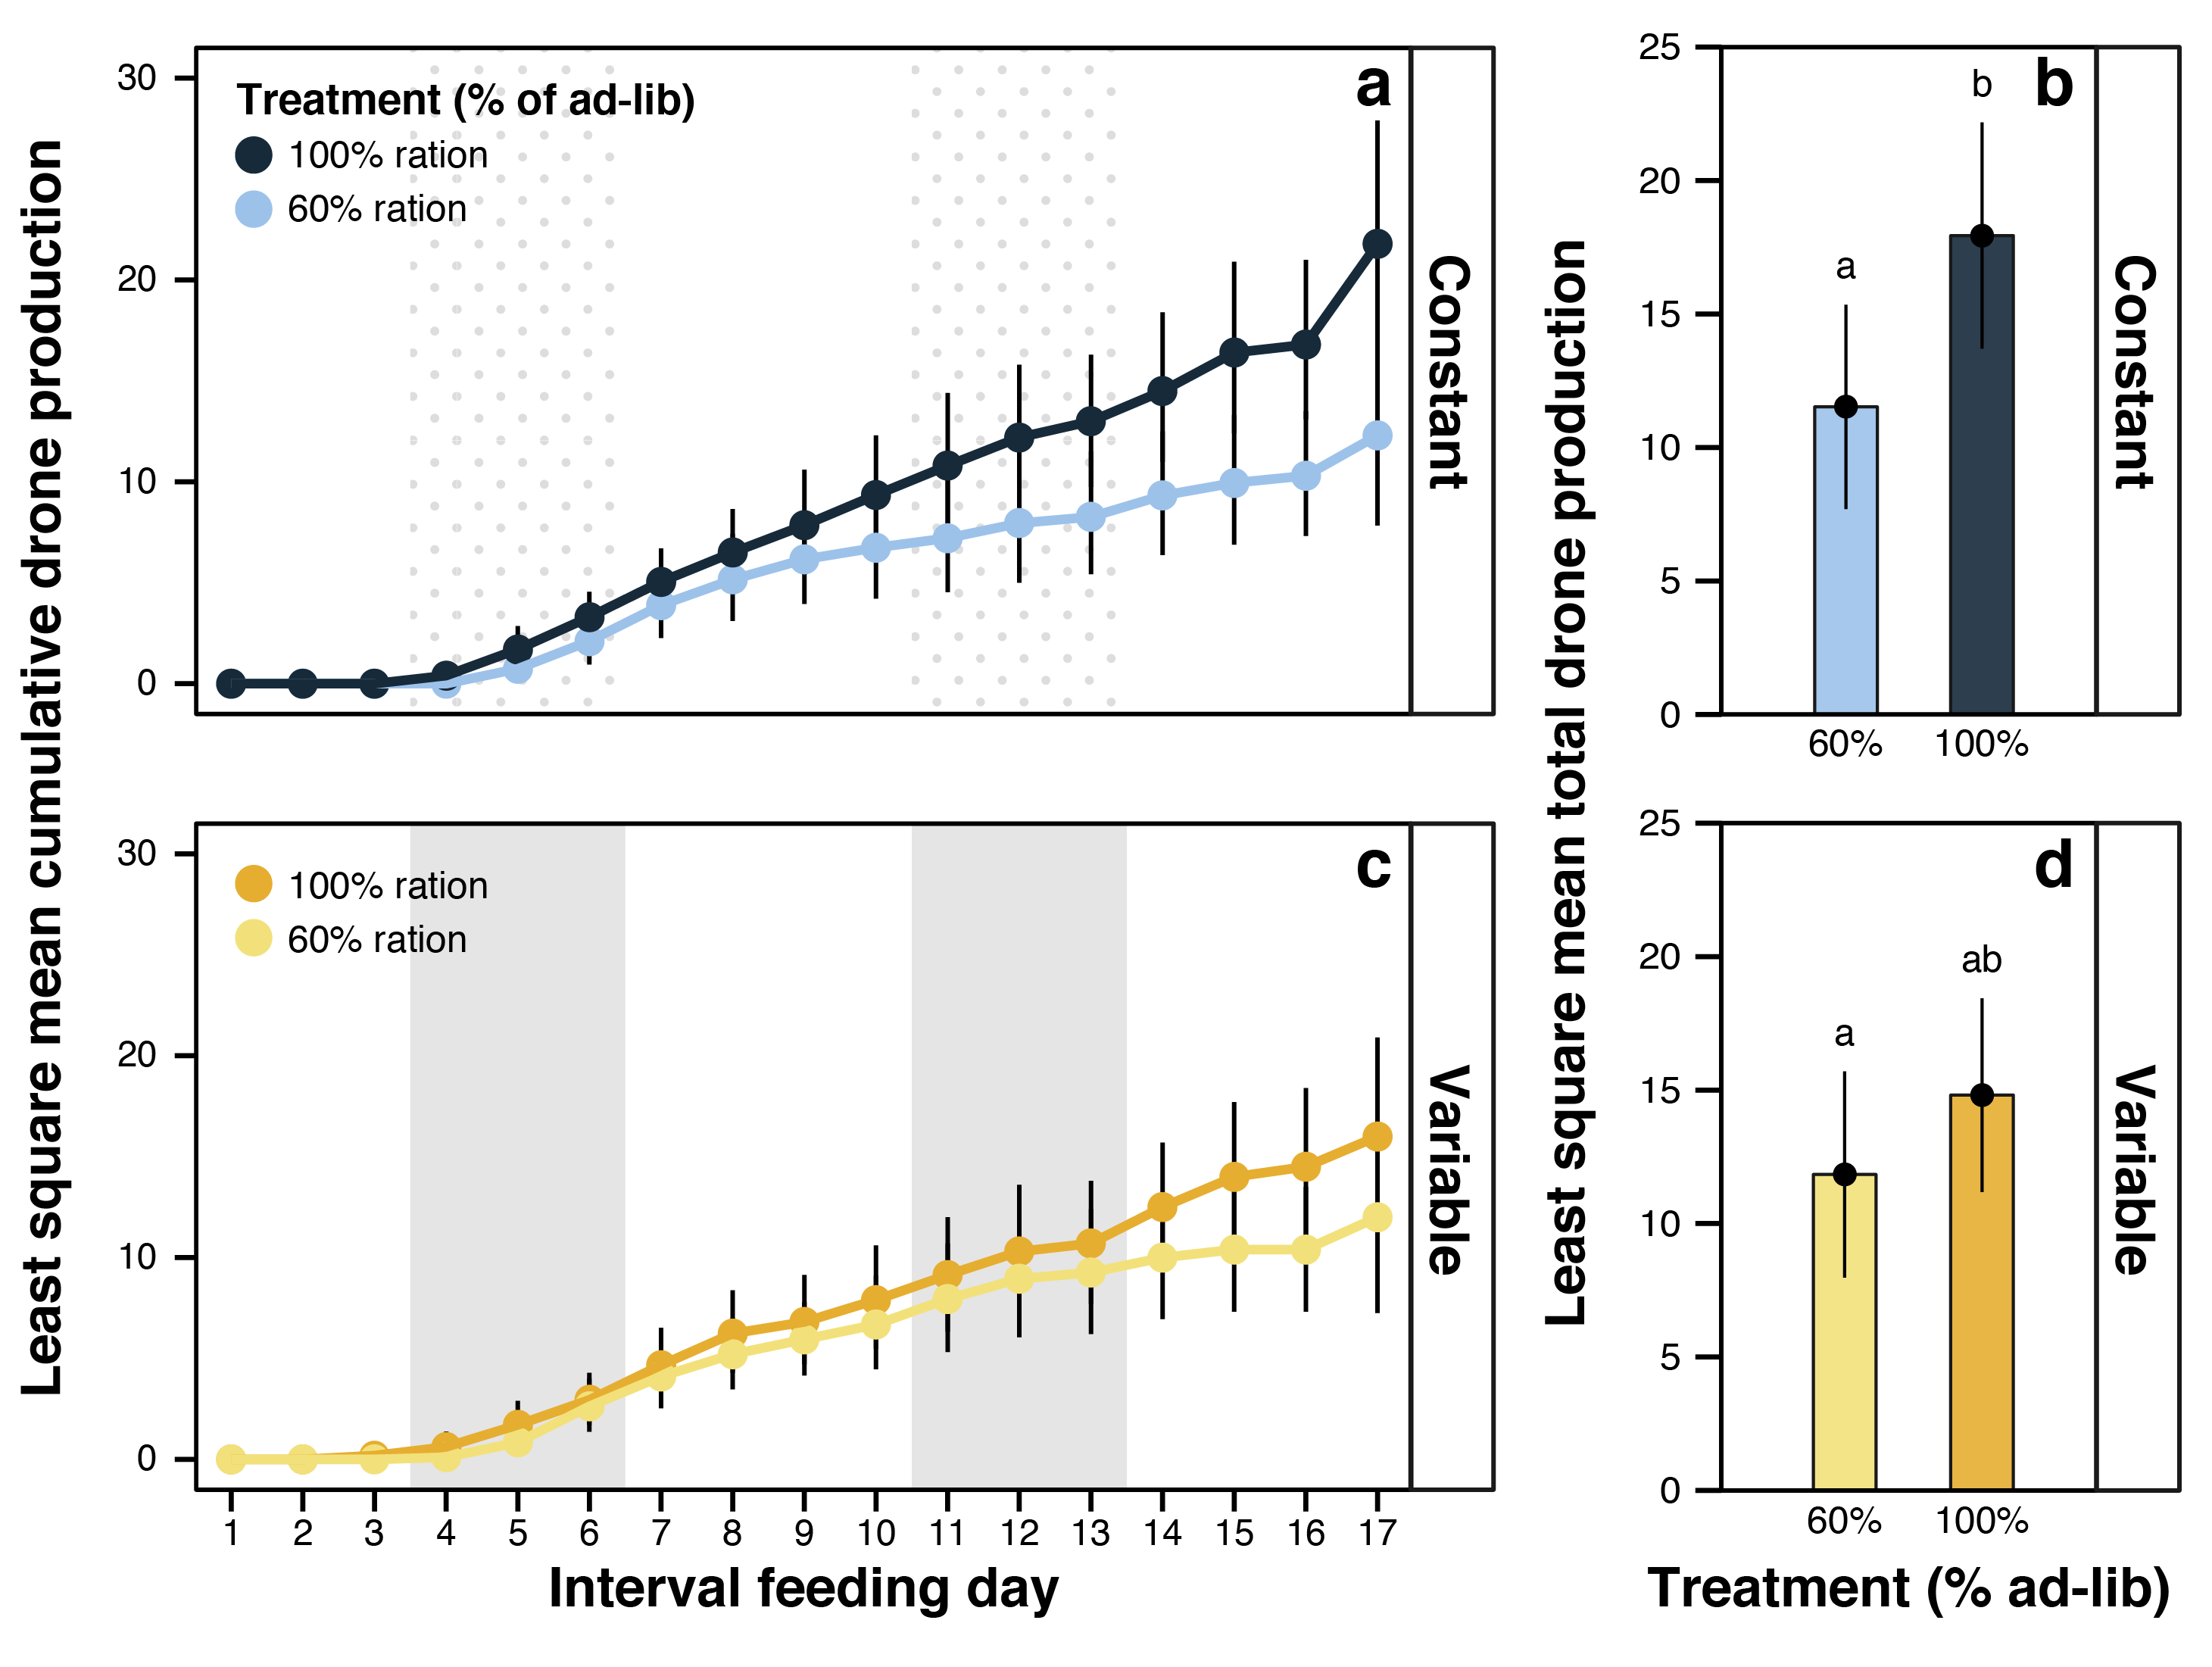 Least square mean cumulative drone production
30
20
10
0
Treatment (% of ad-lib)
100% ration
60% ration
a
Constant
Least square mean total drone production
25
20
15
10
5
0
a
b
b
Constant
60%
100%
30
20
10
0
100% ration
60% ration
c
Variable
1
2
3
4
5
6
7
8
9
10
11
12
13
14
15
16
17
Interval feeding day
25
20
15
10
5
0
a
ab
d
Variable
60%
100%
Treatment (% ad-lib)